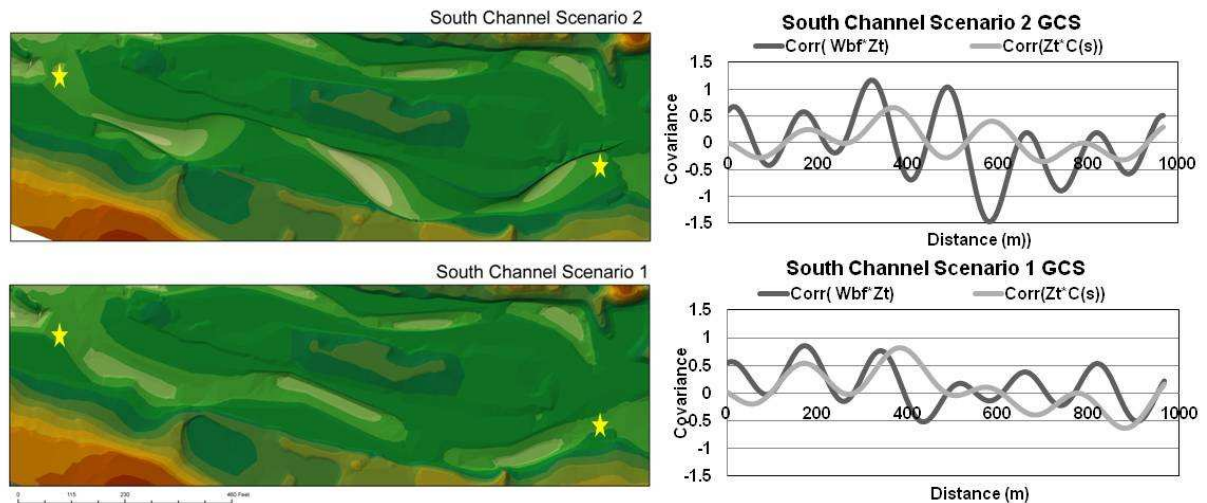 South Channel Scenario 2
South Channel Scenario 2 GCS
Corr( Wbf*Zt) Corr(Zt*C(s))
Covariance
1.5
1
0.5
0
-0.5
-1
-1.5
0 200 400 600 800 1000
Distance (m))
South Channel Scenario 1
South Channel Scenario 1 GCS
Corr( Wbf*Zt) Corr(Zt*C(s))
Covariance
1.5
1
0.5
0
-0.5
-1
-1.5
0 200 400 600 800 1000
Distance (m)
0 115 230 460 Feet